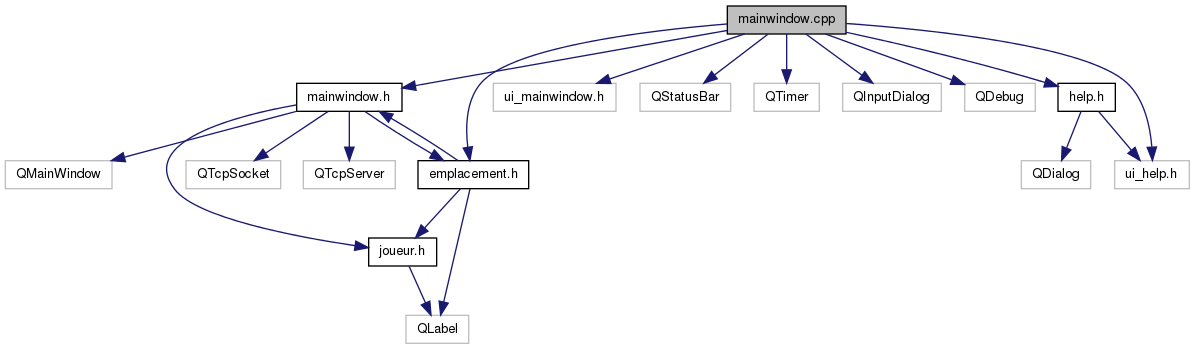 mainwindow.cpp
mainwindow.h
ui_mainwindow.h
QStatusBar
QTimer
QInputDialog
QDebug
help.h
QMainWindow
QTcpSocket
QTcpServer
emplacement.h
QDialog
ui_help.h
joueur.h
QLabel